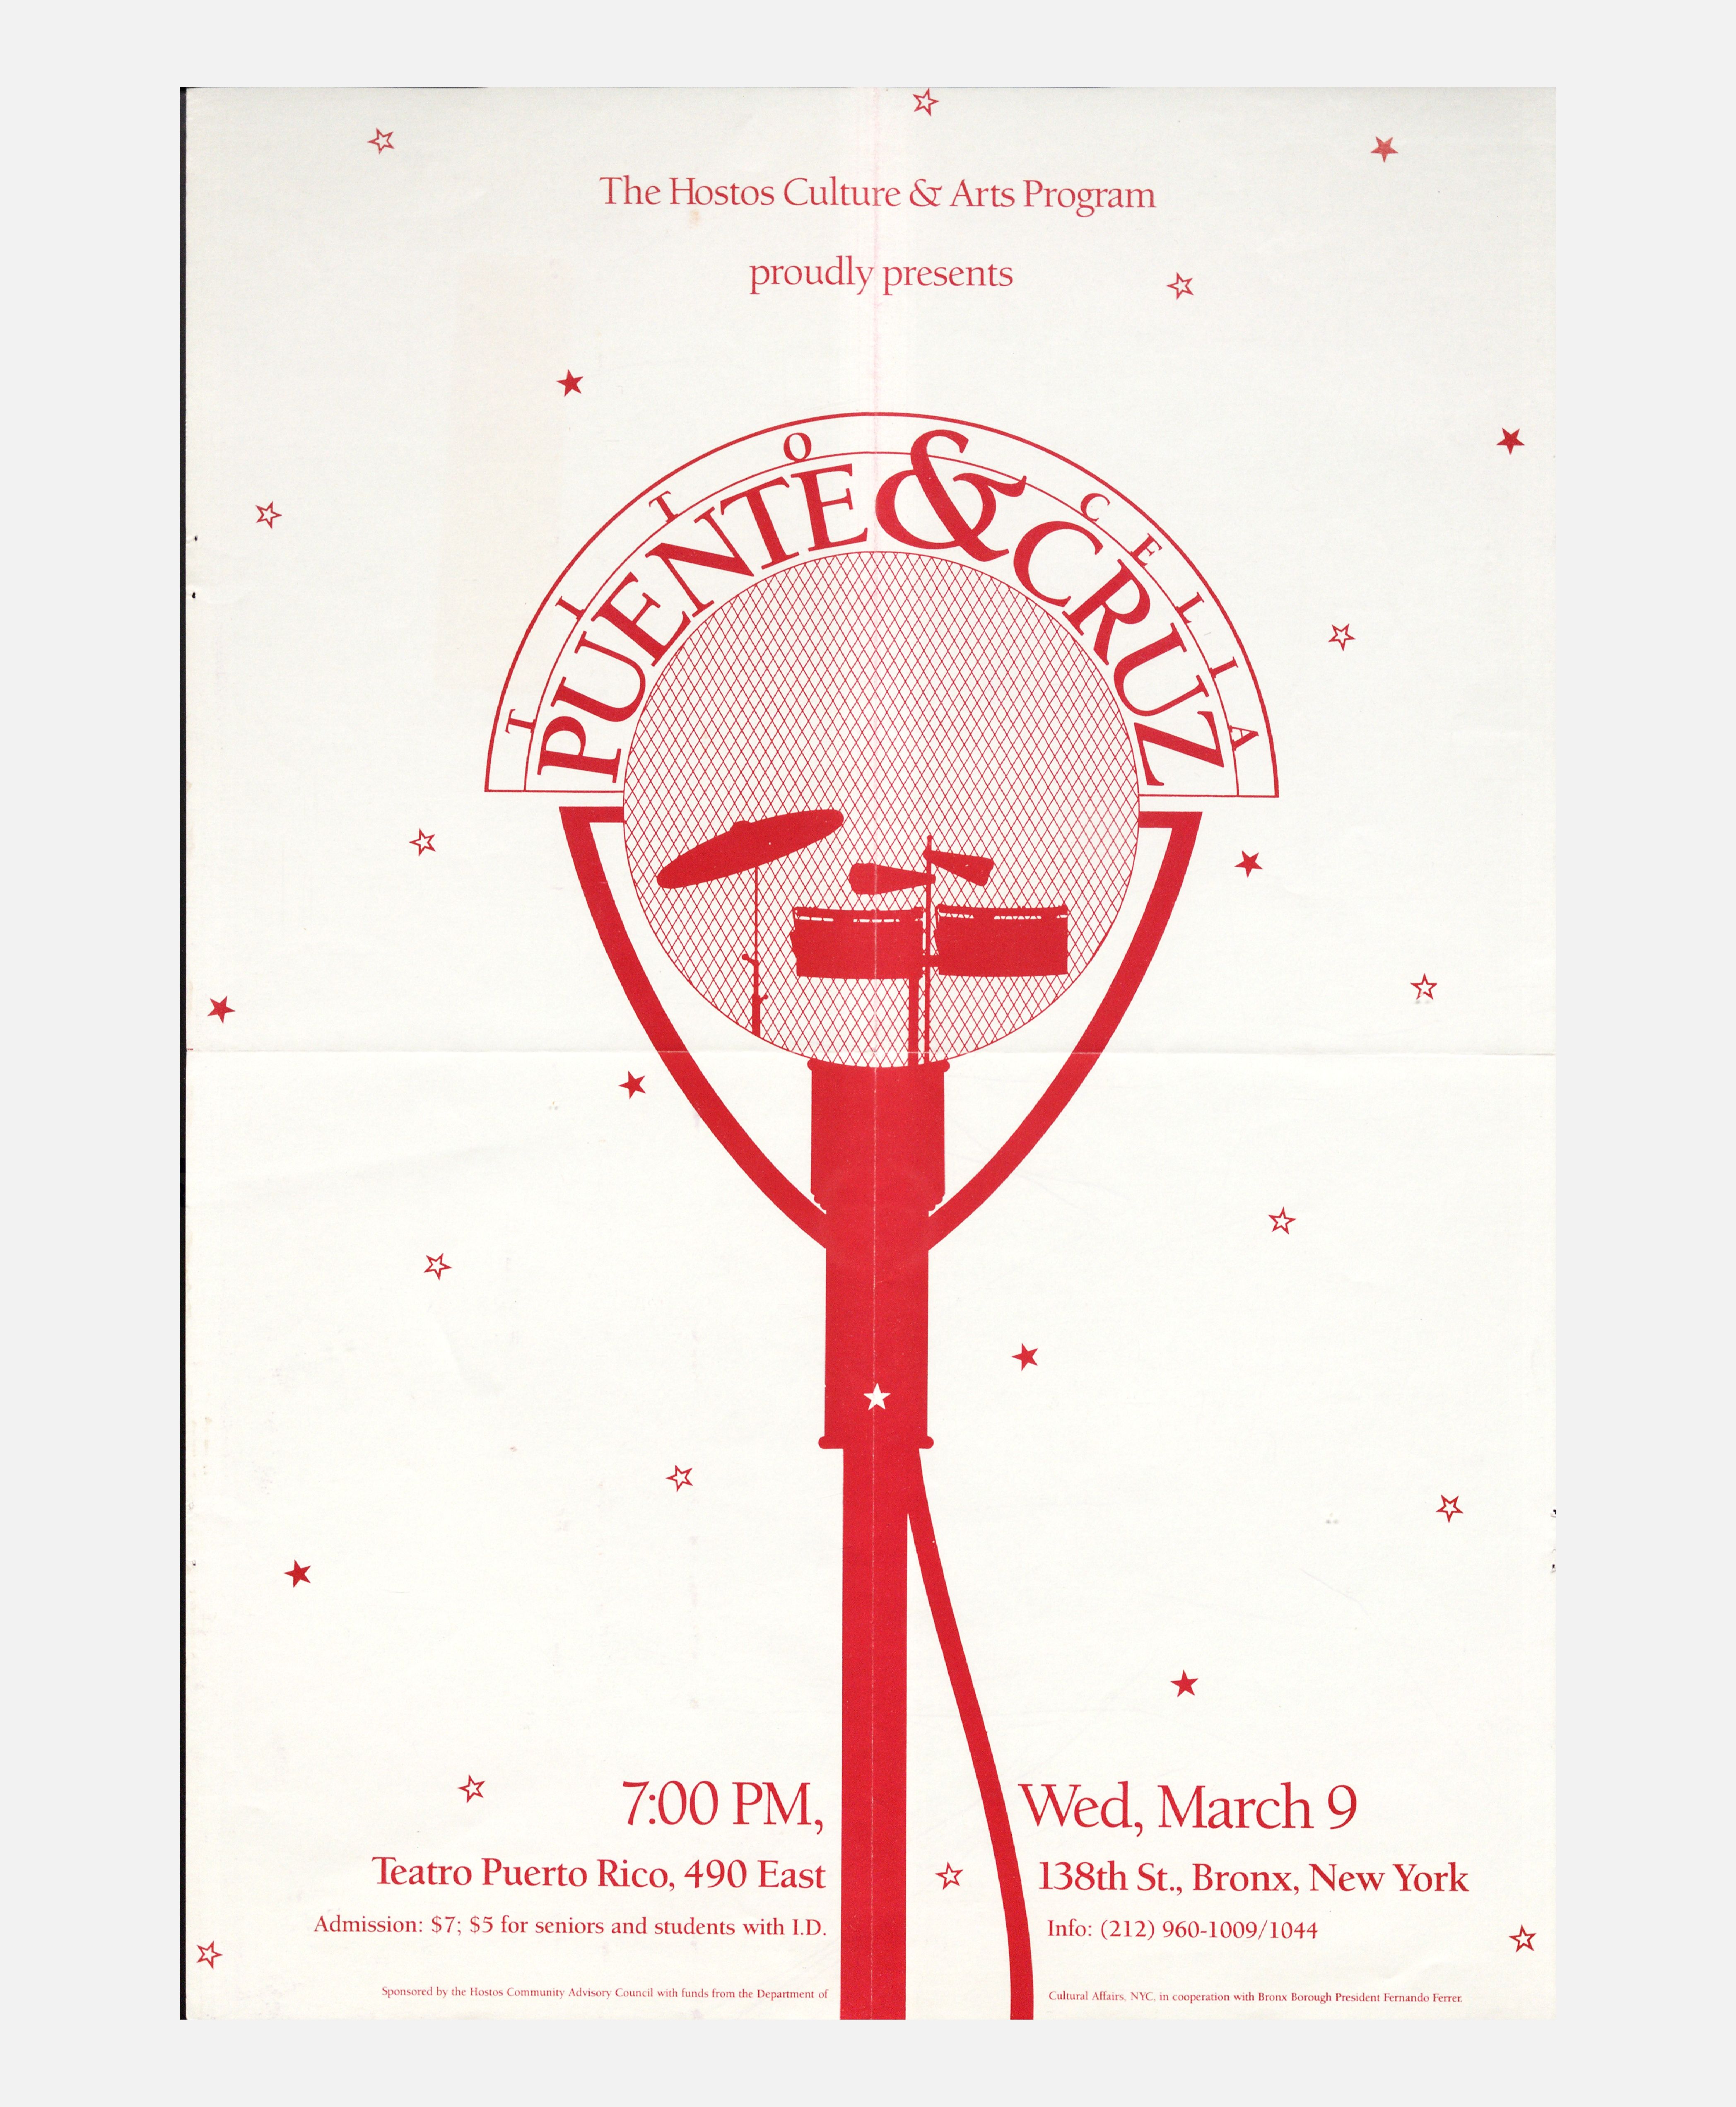 The Hostos Culture & Arts Program
proudly presents
TITO CELIA
PUENTE & CRUZ
7:00 PM, Wed, March 9
Teatro Puerto Rico, 490 East 138th St., Bronx, New York
Admission: $7; $5 for seniors and students with I.D. Info: (212) 960-1009/1044
Sponsored by the Hostos Community Advisory Council with funds from the Department of Cultural Affairs, NYC, in cooperation with Bronx Borough President Fernando Ferrer.